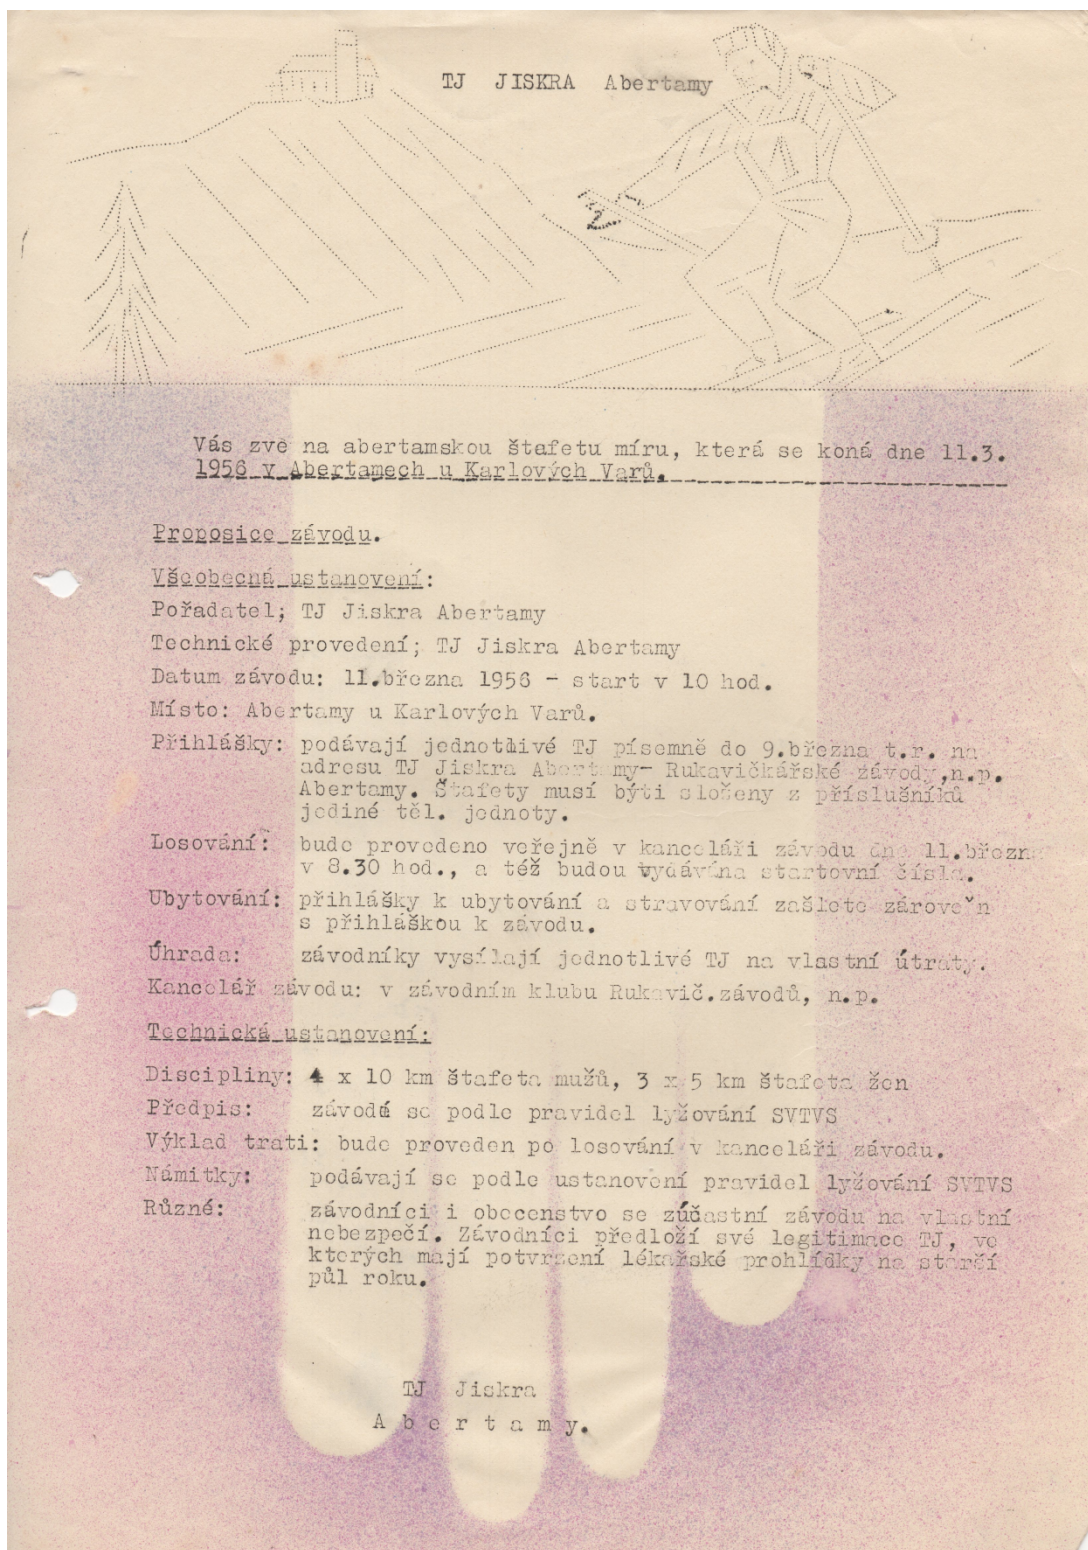 TJ JISKRA Abertamy
Vás zve na abertamskou štafetu míru, která se koná dne 11.3.
1956 v Abertamech u Karlových Varů.
Proposice závodu.
Všeobecná ustanovení:
Pořadatel; TJ Jiskra Abertamy
Technické provedení; TJ Jiskra Abertamy
Datum závodu: 11.března 1956 - start v 10 hod.
Místo: Abertamy u Karlových Varů.
Přihlášky: podávají jednotlivé TJ písemně do 9.března t.r. na
adresu TJ Jiskra Abertamy- Rukavičkářské závody,n.p.
Abertamy. Štafety musí býti složeny z příslušníků
jediné těl. jednoty.
Losování: bude provedeno veřejně v kanceláři závodu dne 11.březn
v 8.30 hod., a též budou vydávána startovní čísla.
Ubytování: přihlášky k ubytování a stravování zašlete zároveˇn
s přihláškou k závodu.
Úhrada: závodníky vysílají jednotlivé TJ na vlastní útraty.
Kancelář závodu: v závodním klubu Rukavič.závodů, n.p.
Technická ustanovení:
Discipliny: 4 x 10 km štafeta mužů, 3 x 5 km štafeta žen
Předpis: závodí se podle pravidel lyžování SVTVS
Výklad trati: bude proveden po losování v kanceláři závodu.
Námitky: podávají se podle ustanovení pravidel lyžování SVTVS
Různé: závodníci i obecenstvo se zúčastní závodu na vlastní
nebezpečí. Závodníci předloží své legitimace TJ, ve
kterých mají potvrzení lékařské prohlídky na starší
půl roku.
TJ Jiskra
A b e r t a m y.